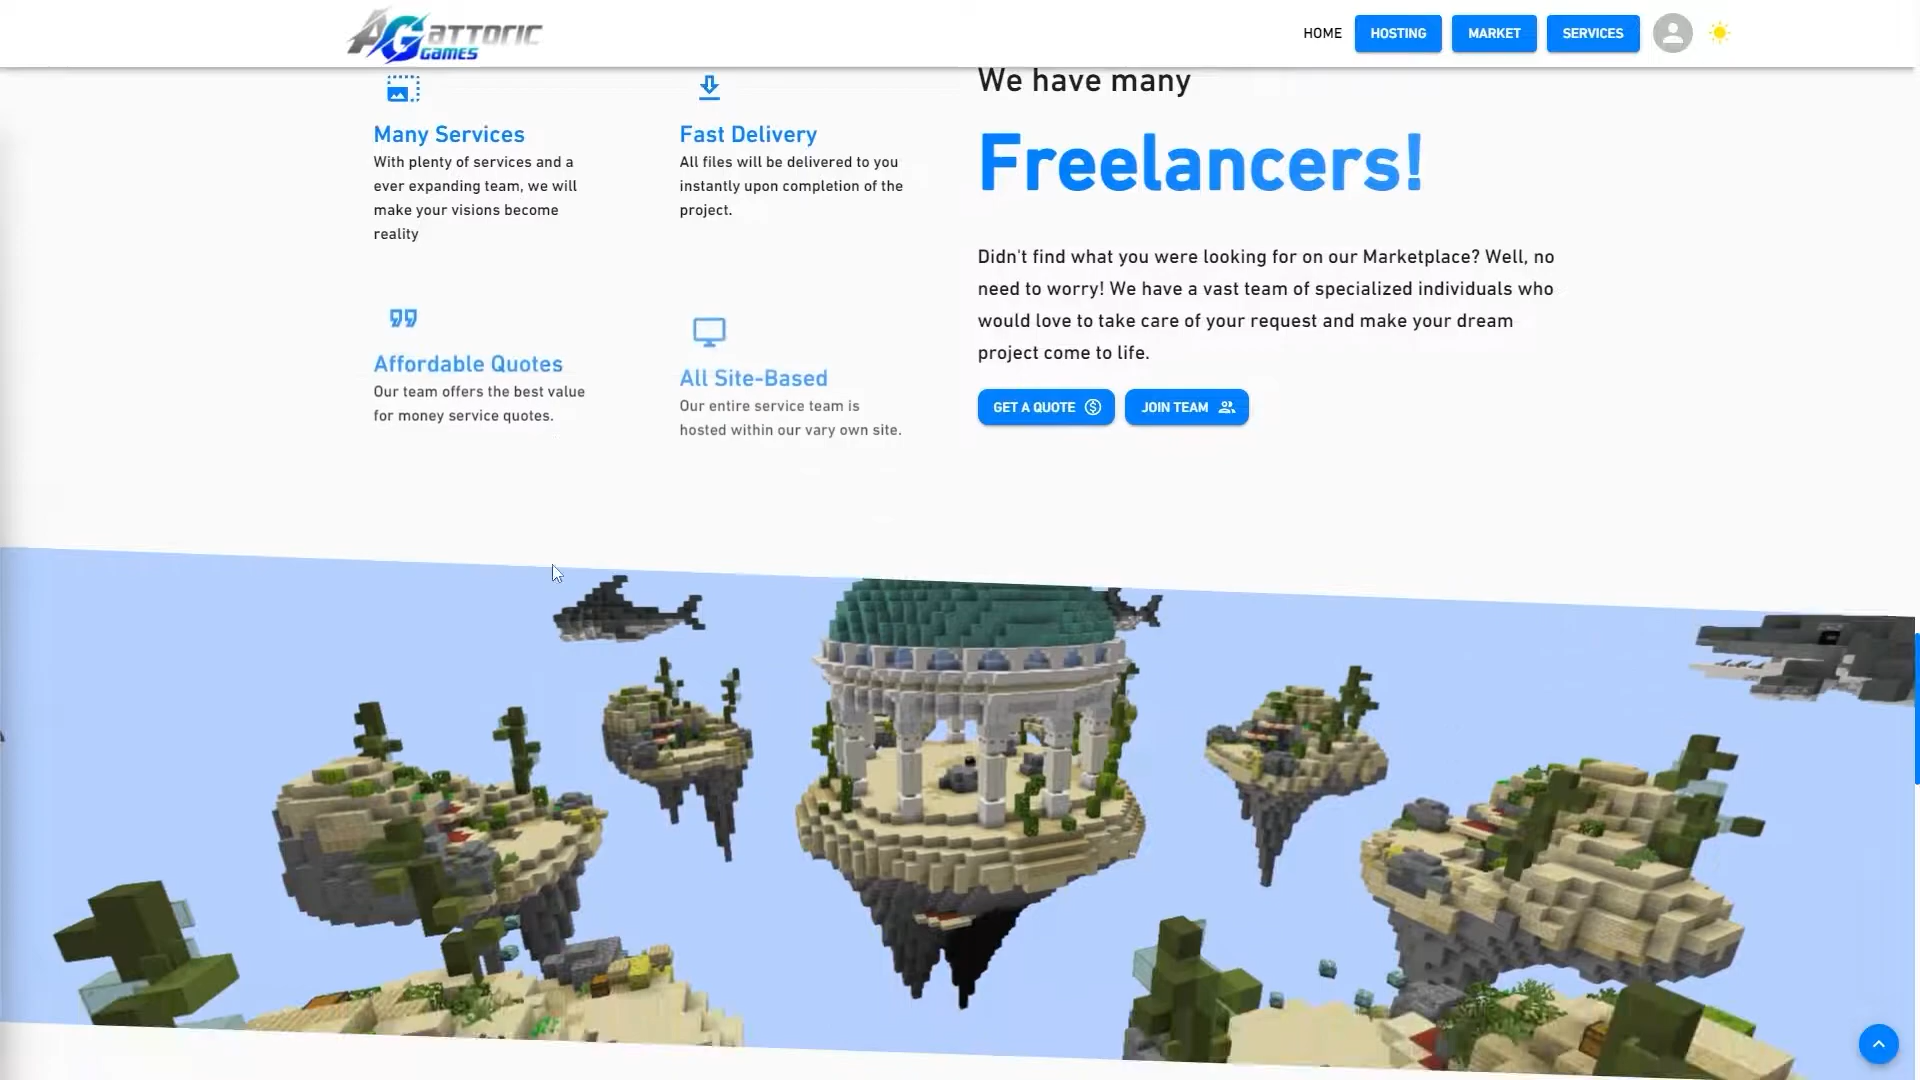 AG ATTORIC
GAMES
HOME
HOSTING
MARKET
SERVICES
Many Services
With plenty of services and a
ever expanding team, we will
make your visions become
reality
Fast Delivery
All files will be delivered to you
instantly upon completion of the
project.
Affordable Quotes
Our team offers the best value
for money service quotes.
All Site-Based
Our entire service team is
hosted within our vary own site.
We have many
Freelancers!
Didn't find what you were looking for on our Marketplace? Well, no
need to worry! We have a vast team of specialized individuals who
would love to take care of your request and make your dream
project come to life.
GET A QUOTE
JOIN TEAM